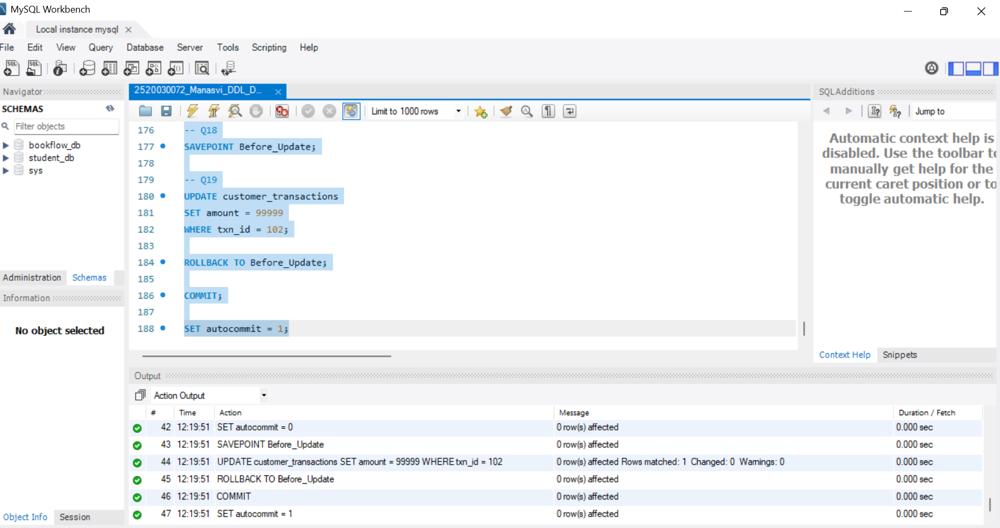 MySQL Workbench
Local instance mysql
File Edit View Query Database Server Tools Scripting Help
Navigator
SCHEMAS
Filter objects
bookflow_db
student_db
sys
Administration Schemas
Information
No object selected
Object Info Session
2520030072_Manasvi_DDL_D...
Limit to 1000 rows
176 -- Q18
177 SAVEPOINT Before_Update;
178
179 -- Q19
180 UPDATE customer_transactions
181 SET amount = 99999
182 WHERE txn_id = 102;
183
184 ROLLBACK TO Before_Update;
185
186 COMMIT;
187
188 SET autocommit = 1;
SQLAdditions
Jump to
Automatic context help is
disabled. Use the toolbar to
manually get help for the
current caret position or to
toggle automatic help.
Context Help Snippets
Output
Action Output
# Time Action Message Duration / Fetch
42 12:19:51 SET autocommit = 0 0 row(s) affected 0.000 sec
43 12:19:51 SAVEPOINT Before_Update 0 row(s) affected 0.000 sec
44 12:19:51 UPDATE customer_transactions SET amount = 99999 WHERE txn_id = 102 0 row(s) affected Rows matched: 1 Changed: 0 Warnings: 0 0.000 sec
45 12:19:51 ROLLBACK TO Before_Update 0 row(s) affected 0.000 sec
46 12:19:51 COMMIT 0 row(s) affected 0.000 sec
47 12:19:51 SET autocommit = 1 0 row(s) affected 0.000 sec